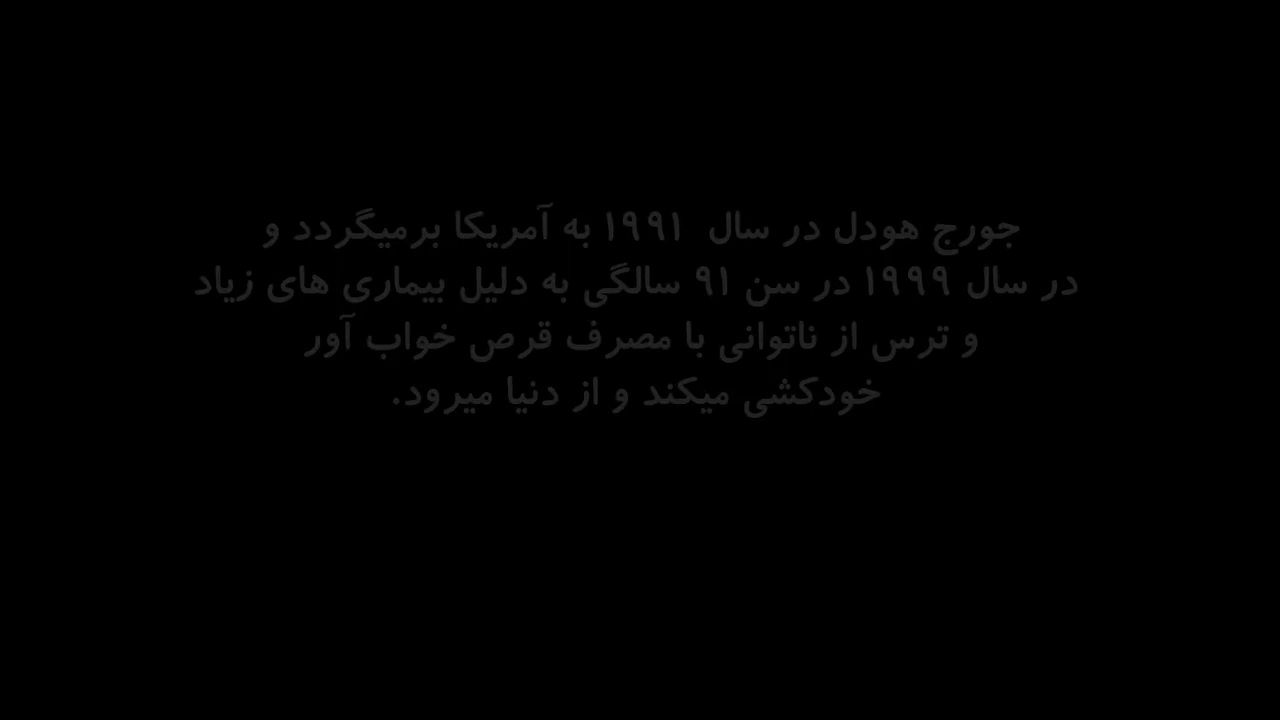 جورج هودل در سال ۱۹۹۱ به آمریکا برمیگردد و
در سال ۱۹۹۹ در سن ۹۱ سالگی به دلیل بیماری های زیاد
و ترس از ناتوانی با مصرف قرص خواب آور
خودکشی میکند و از دنیا میرود.